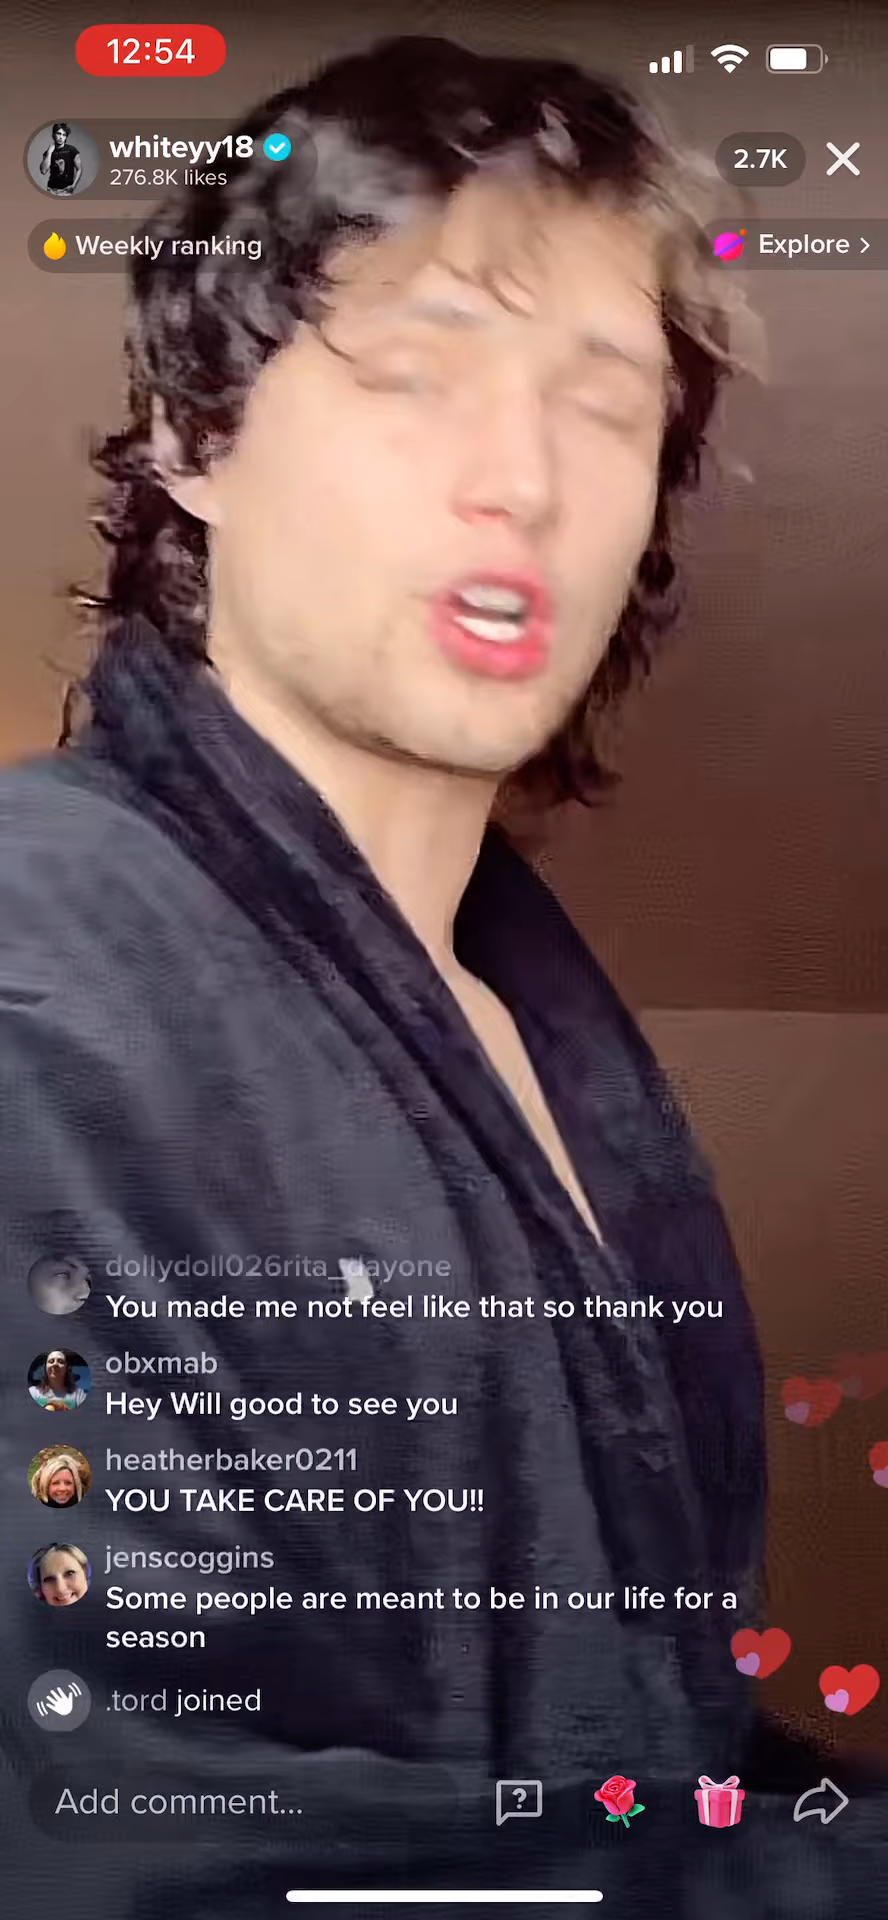 12:54
whiteyy18
276.8K likes
2.7K
Weekly ranking
Explore >
dollydoll026rita_dayone
You made me not feel like that so thank you
obxmab
Hey Will good to see you
heatherbaker0211
YOU TAKE CARE OF YOU!!
jenscoggins
Some people are meant to be in our life for a
season
.tord joined
Add comment...
?